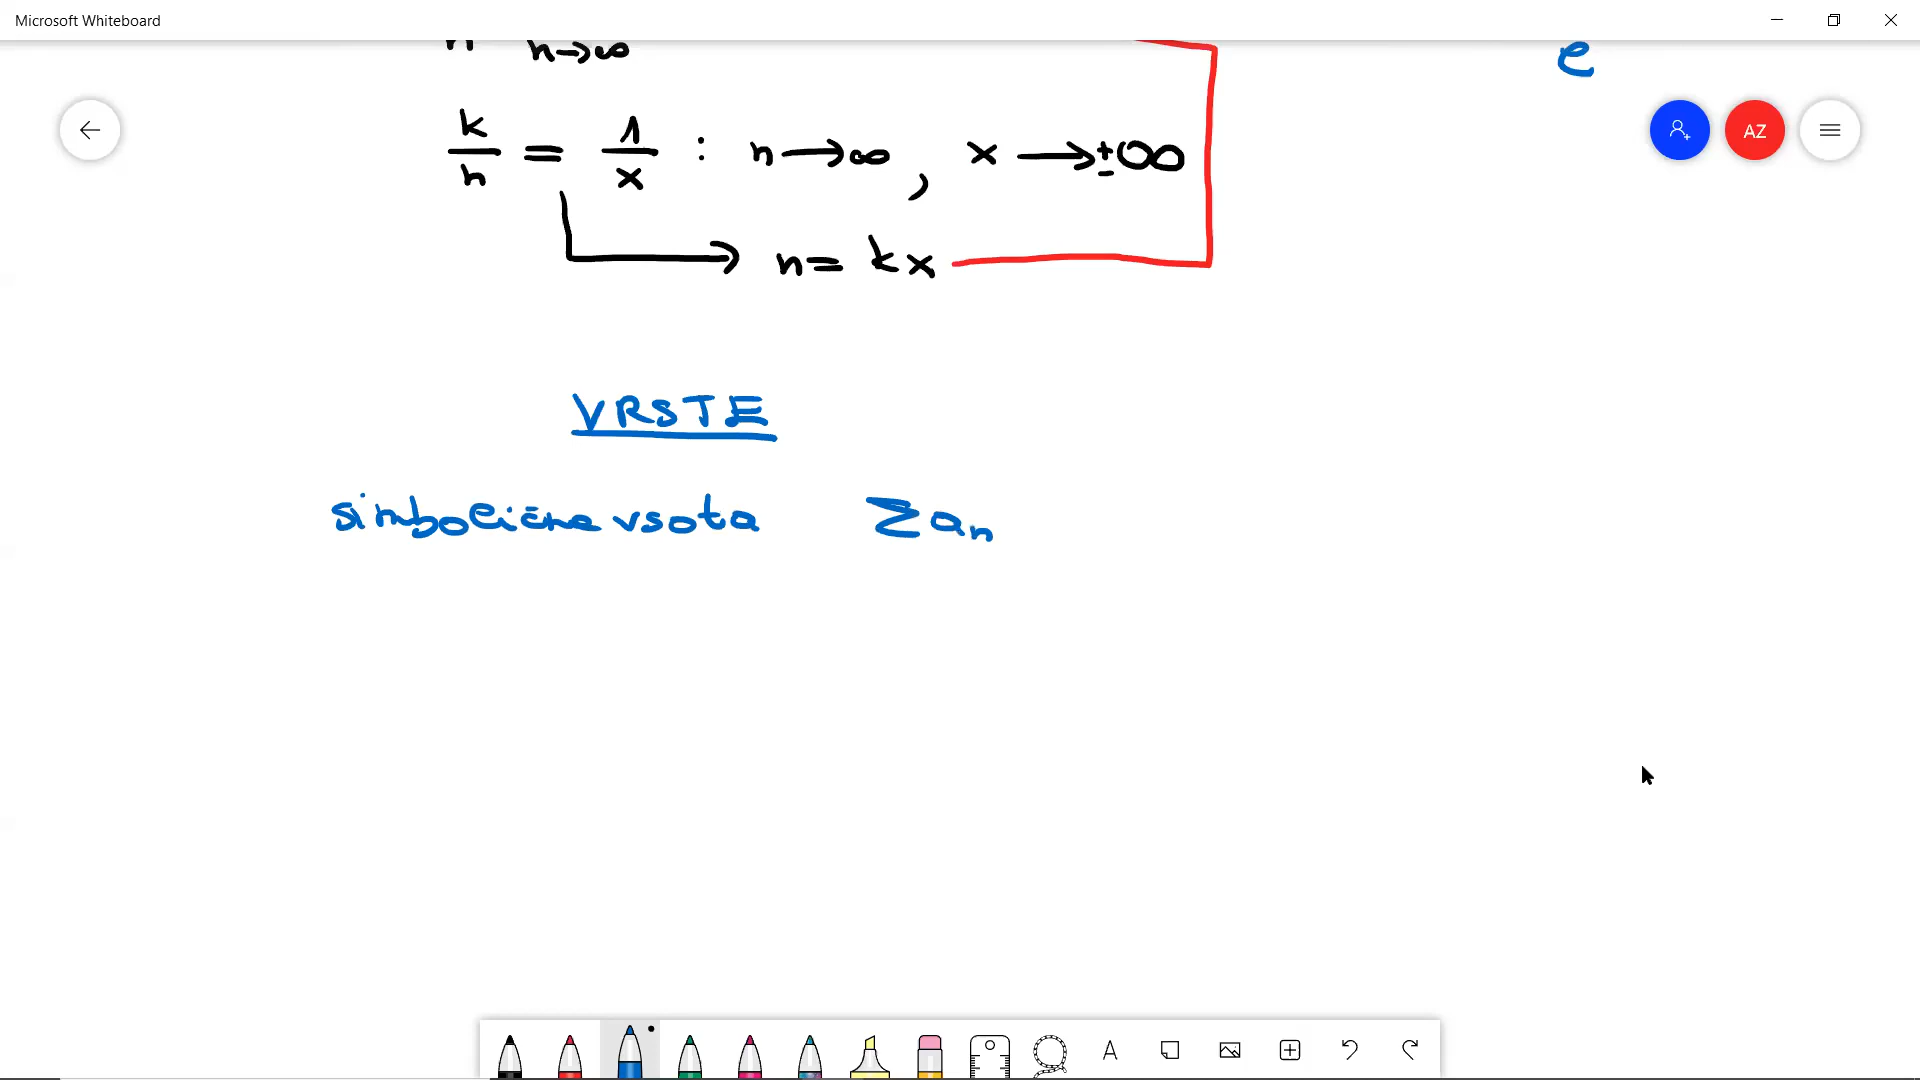 Microsoft Whiteboard
n→∞
e
k/n = 1/x : n→∞, x→±∞
AZ
n = kx
VRSTE
simbolična vsota Σaₙ